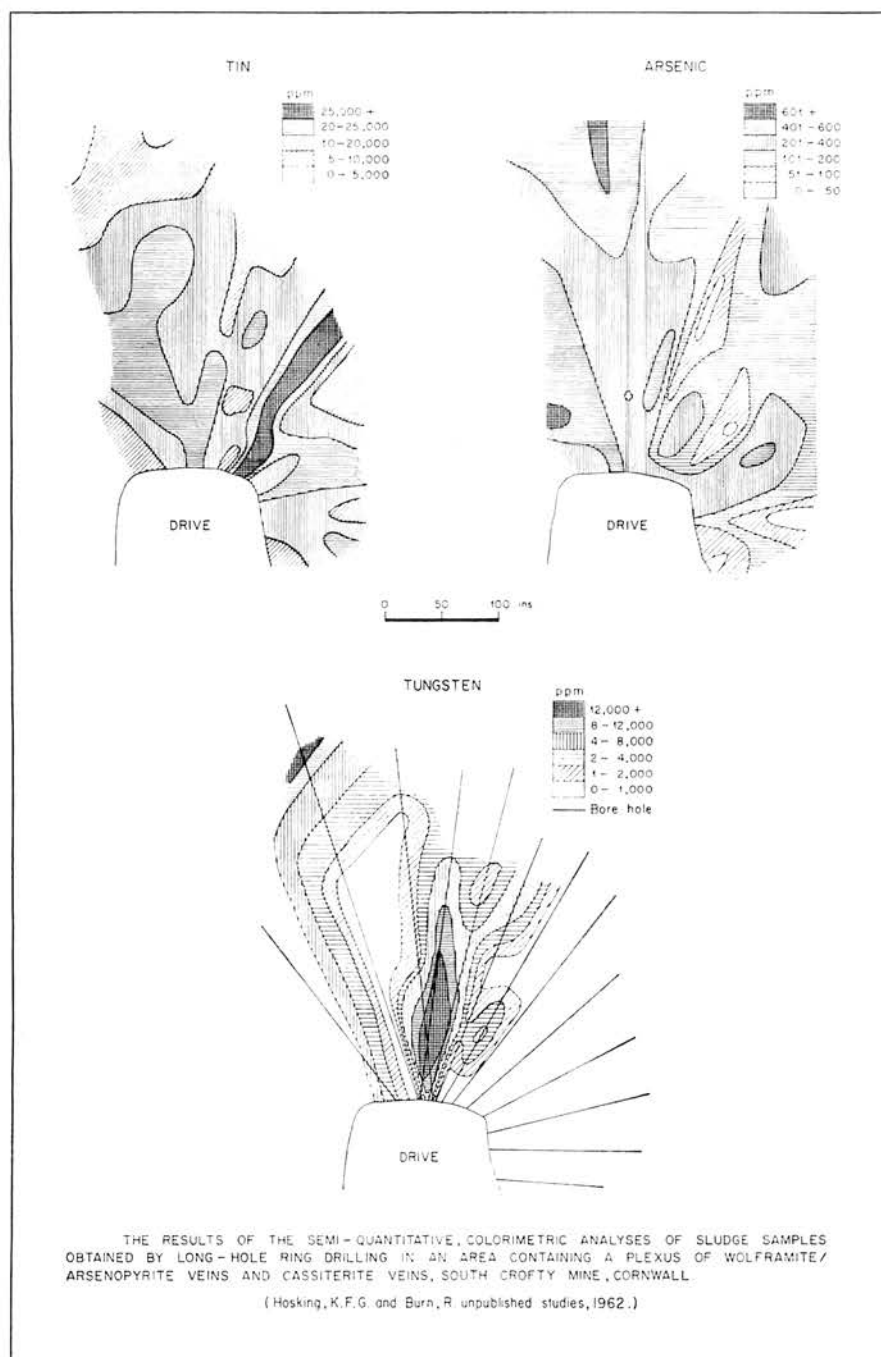 TIN
ppm
25,000 +
20-25,000
10-20,000
5-10,000
0-5,000
DRIVE
ARSENIC
ppm
601 +
401-600
201-400
101-200
51-100
0-50
DRIVE
0 50 100 ins
TUNGSTEN
ppm
12,000 +
8-12,000
4-8,000
2-4,000
1-2,000
0-1,000
Bore hole
DRIVE
THE RESULTS OF THE SEMI-QUANTITATIVE, COLORIMETRIC ANALYSES OF SLUDGE SAMPLES
OBTAINED BY LONG-HOLE RING DRILLING IN AN AREA CONTAINING A PLEXUS OF WOLFRAMITE/
ARSENOPYRITE VEINS AND CASSITERITE VEINS, SOUTH CROFTY MINE, CORNWALL
(Hosking, K.F.G. and Burn, R. unpublished studies, 1962.)